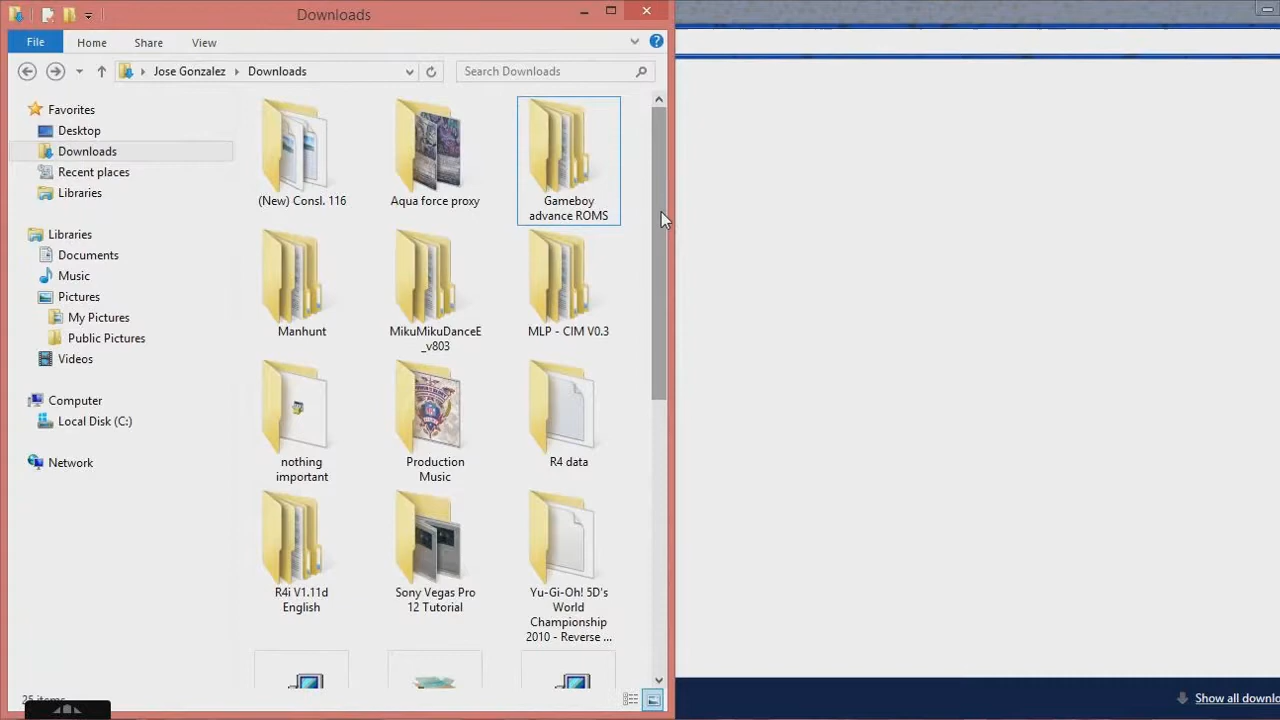 Downloads
File Home Share View
Jose Gonzalez Downloads
Search Downloads
Favorites
Desktop
Downloads
Recent places
Libraries
Libraries
Documents
Music
Pictures
My Pictures
Public Pictures
Videos
Computer
Local Disk (C:)
Network
(New) Consl. 116
Aqua force proxy
Gameboy
advance ROMS
Manhunt
MikuMikuDanceE
_v803
MLP - CIM V0.3
nothing
important
Production
Music
R4 data
R4i V1.11d
English
Sony Vegas Pro
12 Tutorial
Yu-Gi-Oh! 5D's
World
Championship
2010 - Reverse ...
25 items
Show all downlo